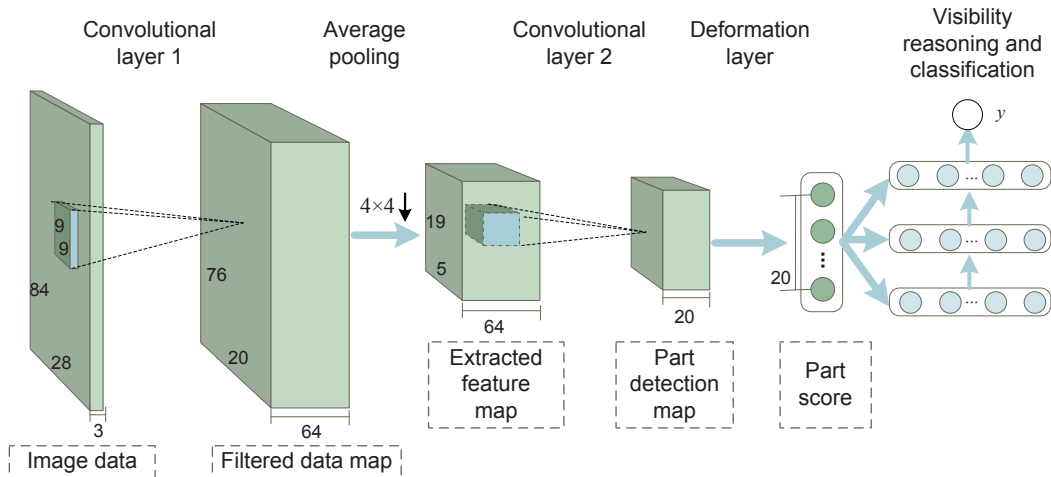 Convolutional
layer 1
Average
pooling
Convolutional
layer 2
Deformation
layer
Visibility
reasoning and
classification
y
9
9
84
28
3
76
20
64
4×4
19
5
64
20
20
...
...
...
...
Image data
Filtered data map
Extracted
feature
map
Part
detection map
Part
score